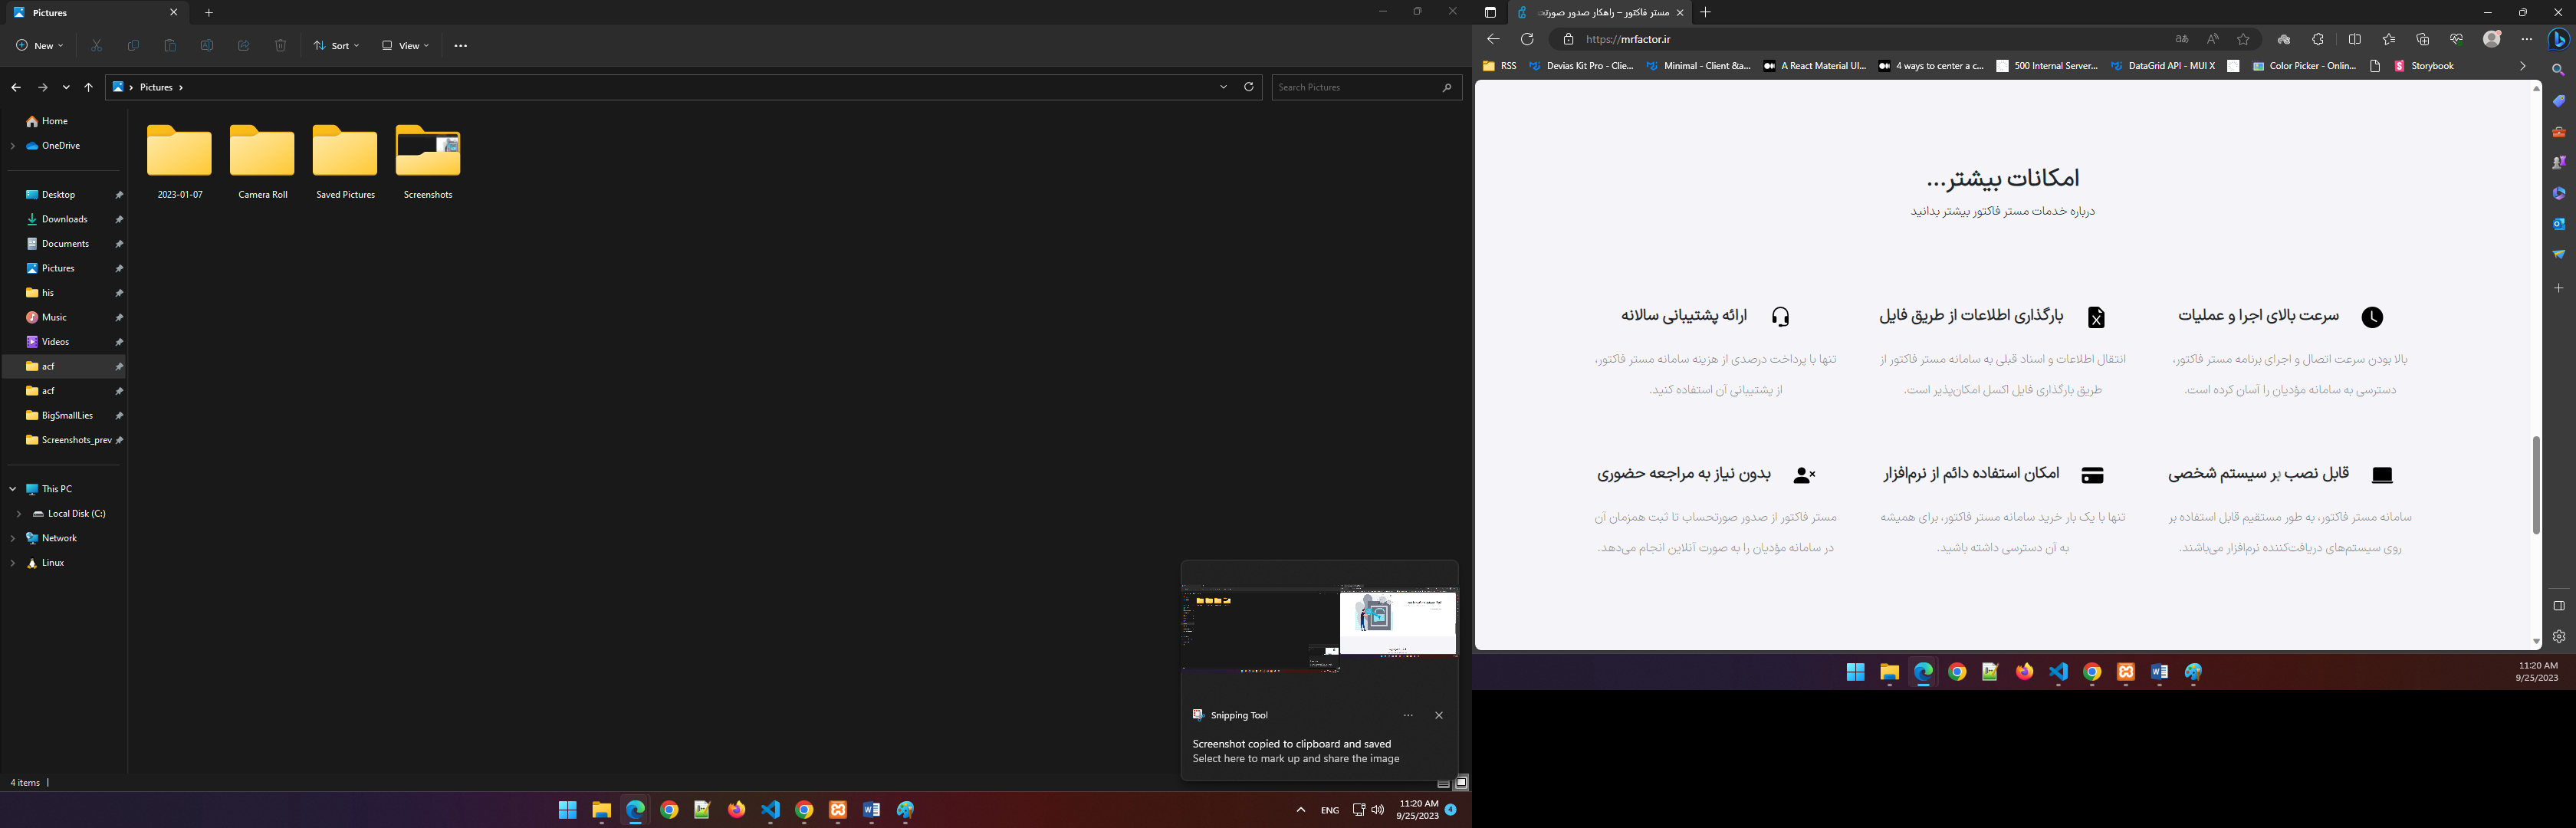 Pictures
New
Sort
View
Pictures
Search Pictures
Home
OneDrive
Desktop
Downloads
Documents
Pictures
his
Music
Videos
acf
acf
BigSmallLies
Screenshots_prev
This PC
Local Disk (C:)
Network
Linux
2023-01-07
Camera Roll
Saved Pictures
Screenshots
Snipping Tool
Screenshot copied to clipboard and saved
Select here to mark up and share the image
4 items
ENG
11:20 AM
9/25/2023
4
مستر فاکتور – راهکار صدور صورتح
https://mrfactor.ir
RSS
Devias Kit Pro - Clie...
Minimal - Client &a...
A React Material UI...
4 ways to center a c...
500 Internal Server...
DataGrid API - MUI X
Color Picker - Onlin...
Storybook
امکانات بیشتر...
درباره خدمات مستر فاکتور بیشتر بدانید
سرعت بالای اجرا و عملیات
بالا بودن سرعت اتصال و اجرای برنامه مستر فاکتور،
دسترسی به سامانه مؤدیان را آسان کرده است.
بارگذاری اطلاعات از طریق فایل
انتقال اطلاعات و اسناد قبلی به سامانه مستر فاکتور از
طریق بارگذاری فایل اکسل امکان‌پذیر است.
ارائه پشتیبانی سالانه
تنها با پرداخت درصدی از هزینه سامانه مستر فاکتور،
از پشتیبانی آن استفاده کنید.
قابل نصب بر سیستم شخصی
سامانه مستر فاکتور، به طور مستقیم قابل استفاده بر
روی سیستم‌های دریافت‌کننده نرم‌افزار می‌باشند.
امکان استفاده دائم از نرم‌افزار
تنها با یک بار خرید سامانه مستر فاکتور، برای همیشه
به آن دسترسی داشته باشید.
بدون نیاز به مراجعه حضوری
مستر فاکتور از صدور صورتحساب تا ثبت همزمان آن
در سامانه مؤدیان را به صورت آنلاین انجام می‌دهد.
11:20 AM
9/25/2023